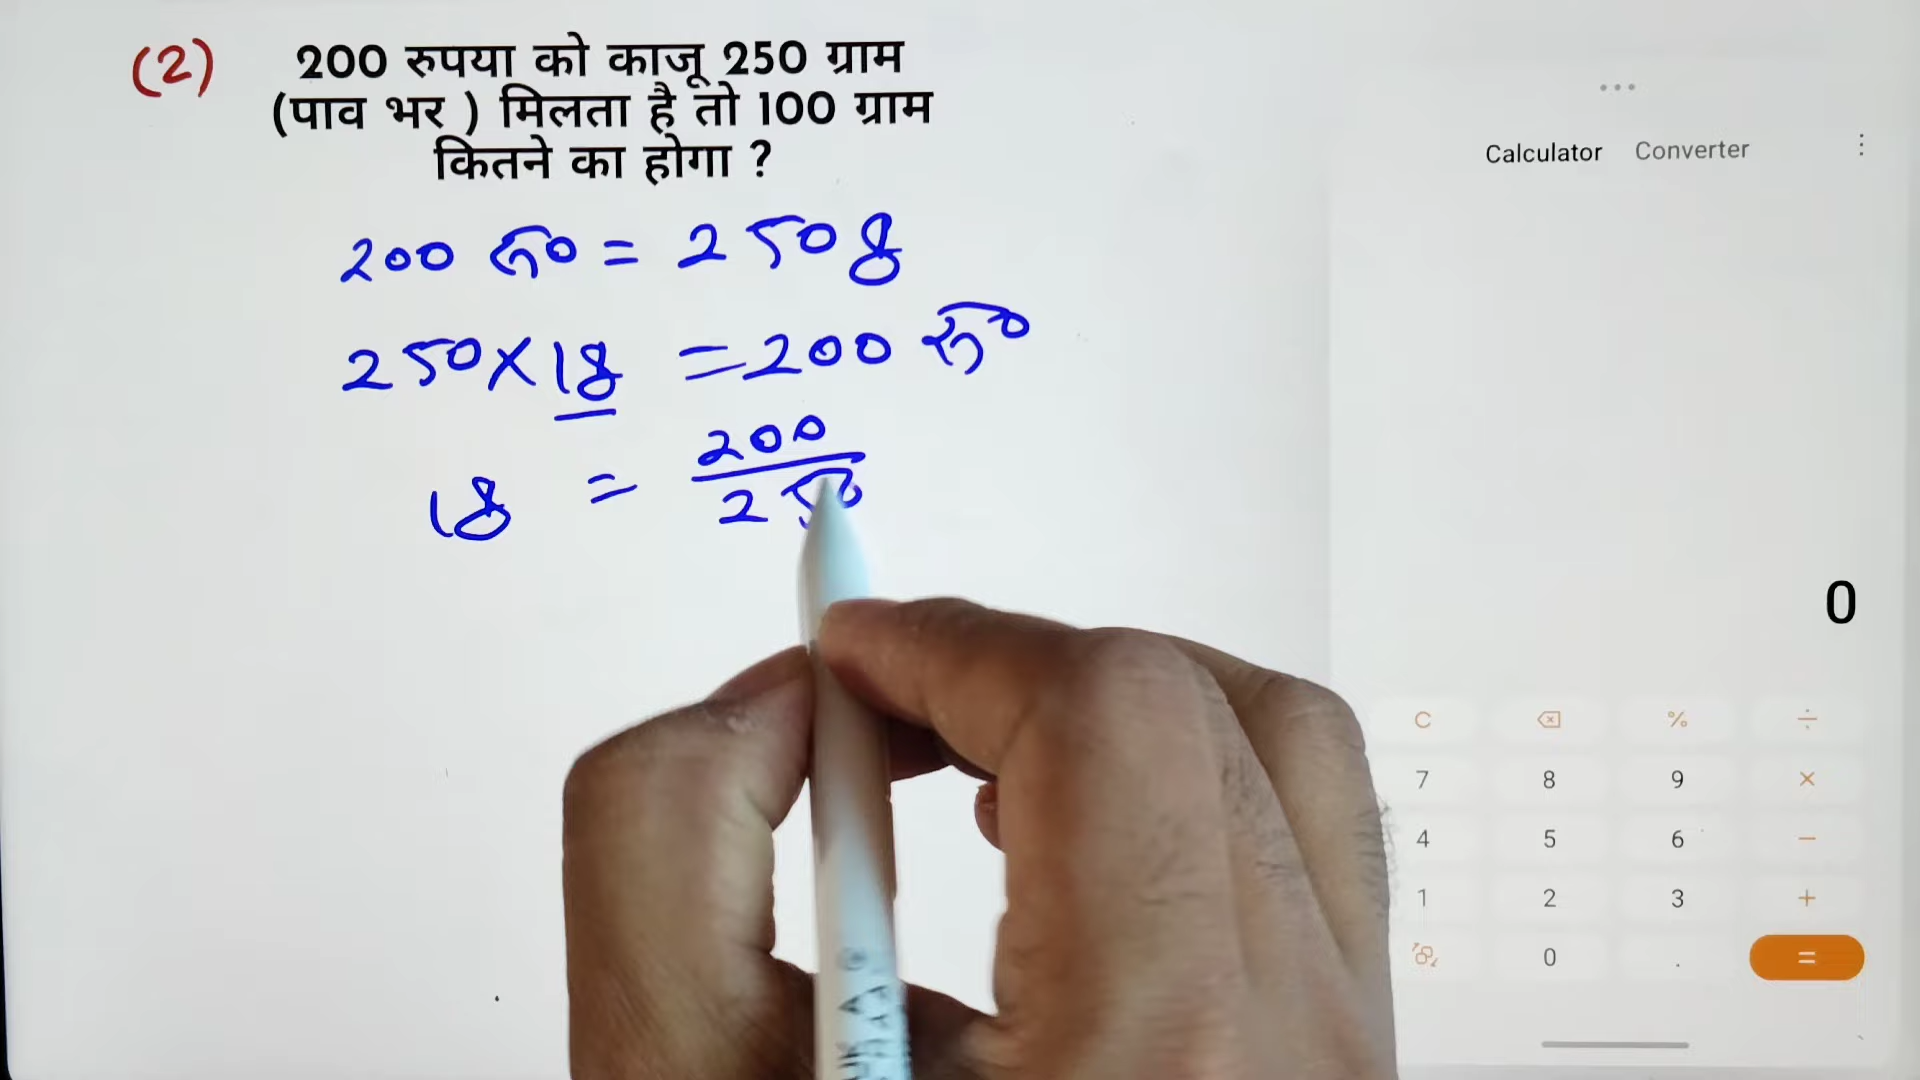 (2) 200 रुपया को काजू 250 ग्राम
(पाव भर ) मिलता है तो 100 ग्राम
कितने का होगा ?
200 रु० = 250g
250×1g = 200 रु०
1g = 200/250
Calculator Converter
0
C % ÷
7 8 9 ×
4 5 6 −
1 2 3 +
0 . =